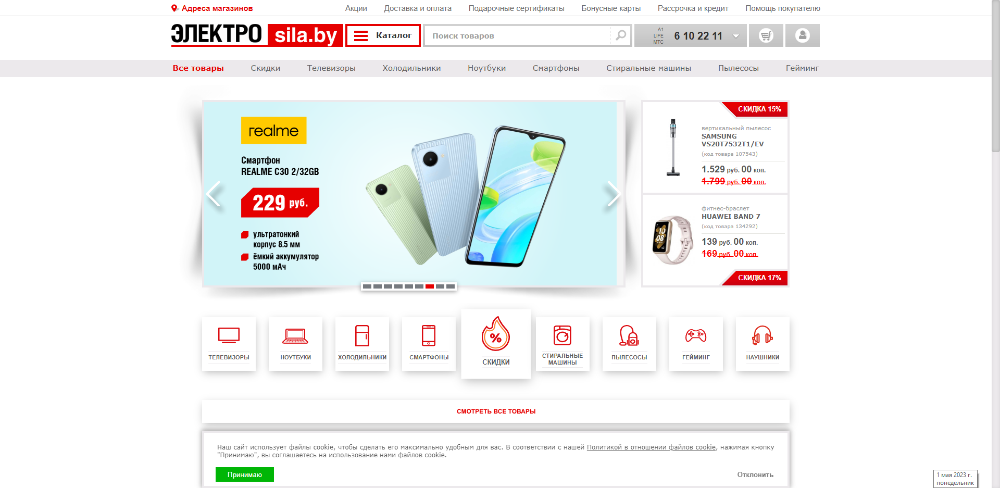 Адреса магазинов
Акции
Доставка и оплата
Подарочные сертификаты
Бонусные карты
Рассрочка и кредит
Помощь покупателю
ЭЛЕКТРО sila.by
Каталог
Поиск товаров
A1
LIFE
МТС
6 10 22 11
Все товары
Скидки
Телевизоры
Холодильники
Ноутбуки
Смартфоны
Стиральные машины
Пылесосы
Гейминг
realme
Смартфон
REALME C30 2/32GB
229 руб.
ультратонкий
корпус 8.5 мм
ёмкий аккумулятор
5000 мАч
СКИДКА 15%
вертикальный пылесос
SAMSUNG
VS20T7532T1/EV
(код товара 107543)
1.529 руб. 00 коп.
1.799 руб. 00 коп.
10
08
фитнес-браслет
HUAWEI BAND 7
(код товара 134292)
139 руб. 00 коп.
169 руб. 00 коп.
СКИДКА 17%
ТЕЛЕВИЗОРЫ
НОУТБУКИ
ХОЛОДИЛЬНИКИ
СМАРТФОНЫ
%
СКИДКИ
СТИРАЛЬНЫЕ
МАШИНЫ
ПЫЛЕСОСЫ
ГЕЙМИНГ
НАУШНИКИ
СМОТРЕТЬ ВСЕ ТОВАРЫ
Наш сайт использует файлы cookie, чтобы сделать его максимально удобным для вас. В соответствии с нашей Политикой в отношении файлов cookie, нажимая кнопку
"Принимаю", вы соглашаетесь на использование нами файлов cookie.
Принимаю
Отклонить
1 мая 2023 г.
понедельник